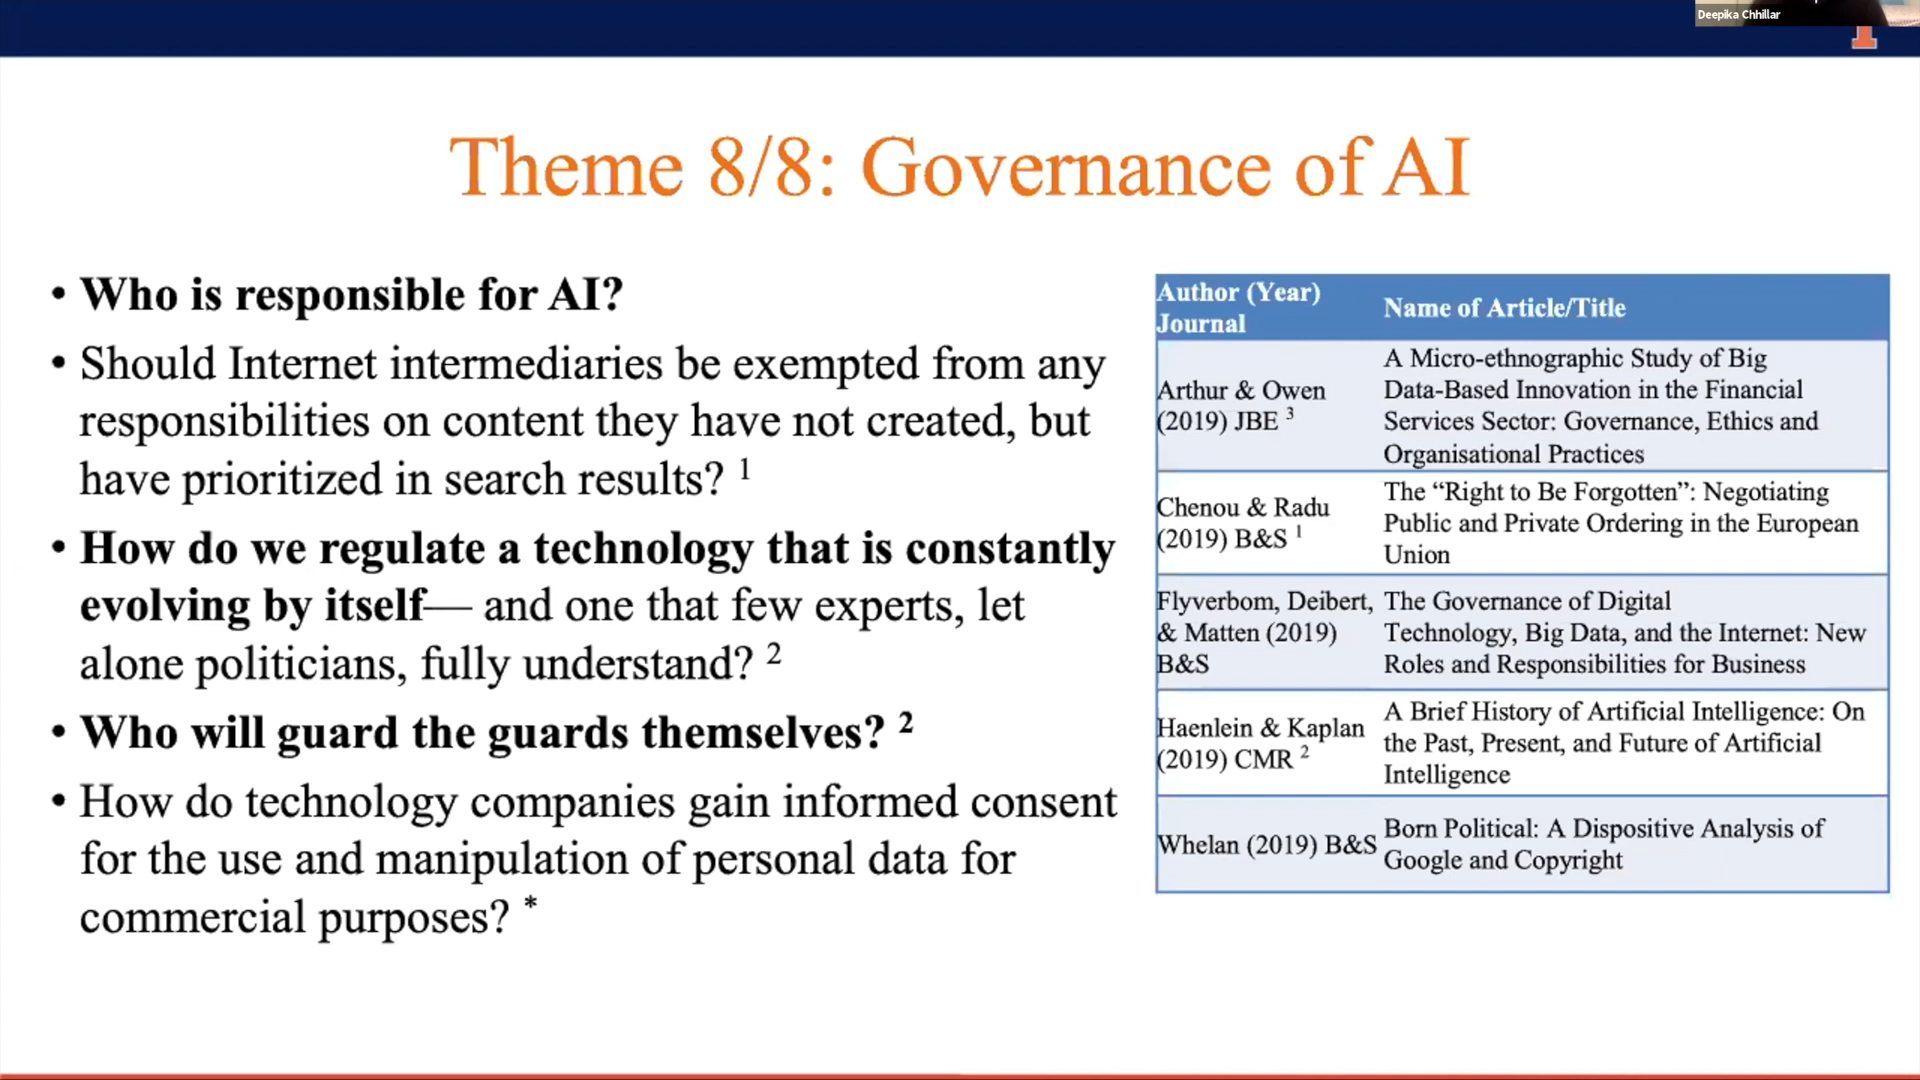 Deepika Chhillar
Theme 8/8: Governance of AI
• Who is responsible for AI?
• Should Internet intermediaries be exempted from any
responsibilities on content they have not created, but
have prioritized in search results? 1
• How do we regulate a technology that is constantly
evolving by itself— and one that few experts, let
alone politicians, fully understand? 2
• Who will guard the guards themselves? 2
• How do technology companies gain informed consent
for the use and manipulation of personal data for
commercial purposes? *
Author (Year)
Journal
Name of Article/Title
Arthur & Owen
(2019) JBE 3
A Micro-ethnographic Study of Big
Data-Based Innovation in the Financial
Services Sector: Governance, Ethics and
Organisational Practices
Chenou & Radu
(2019) B&S 1
The “Right to Be Forgotten”: Negotiating
Public and Private Ordering in the European
Union
Flyverbom, Deibert,
& Matten (2019)
B&S
The Governance of Digital
Technology, Big Data, and the Internet: New
Roles and Responsibilities for Business
Haenlein & Kaplan
(2019) CMR 2
A Brief History of Artificial Intelligence: On
the Past, Present, and Future of Artificial
Intelligence
Whelan (2019) B&S
Born Political: A Dispositive Analysis of
Google and Copyright